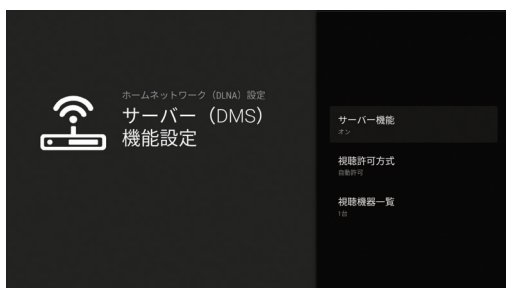 ホームネットワーク（DLNA）設定
サーバー（DMS）
機能設定
サーバー機能
オン
視聴許可方式
自動許可
視聴機器一覧
1台